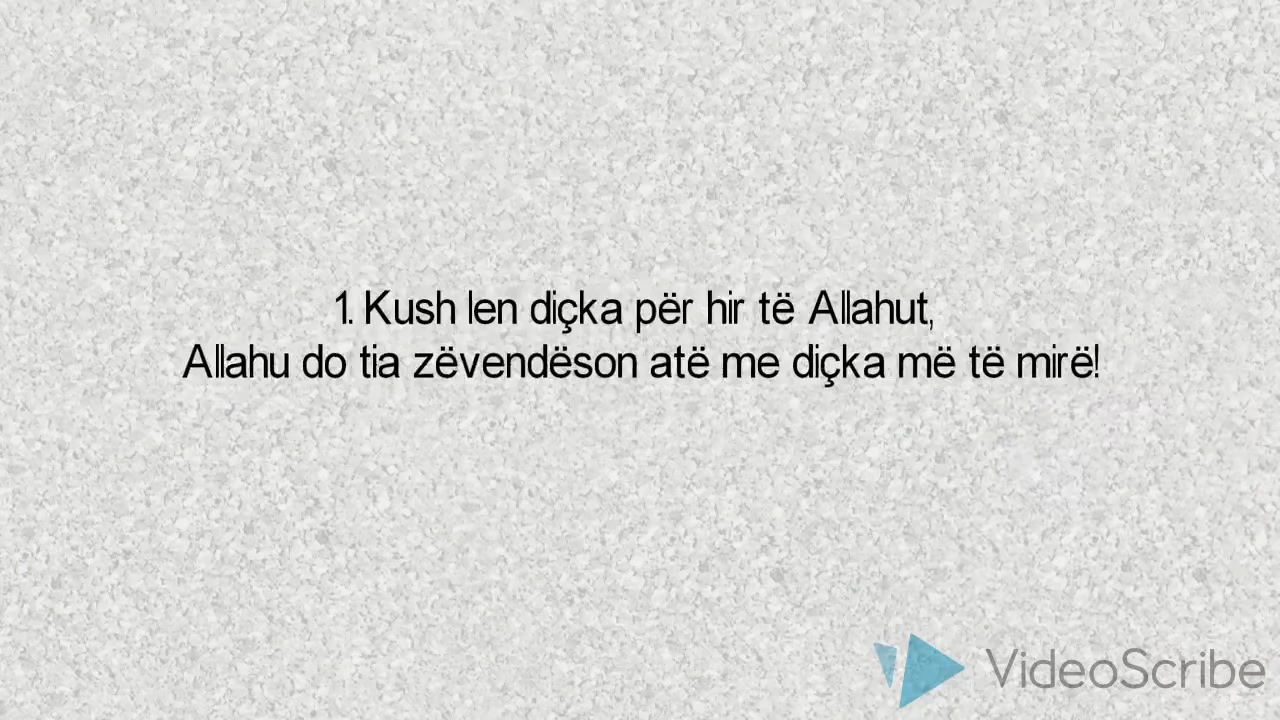 1. Kush len diçka për hir të Allahut,
Allahu do tia zëvendëson atë me diçka më të mirë!
VideoScribe